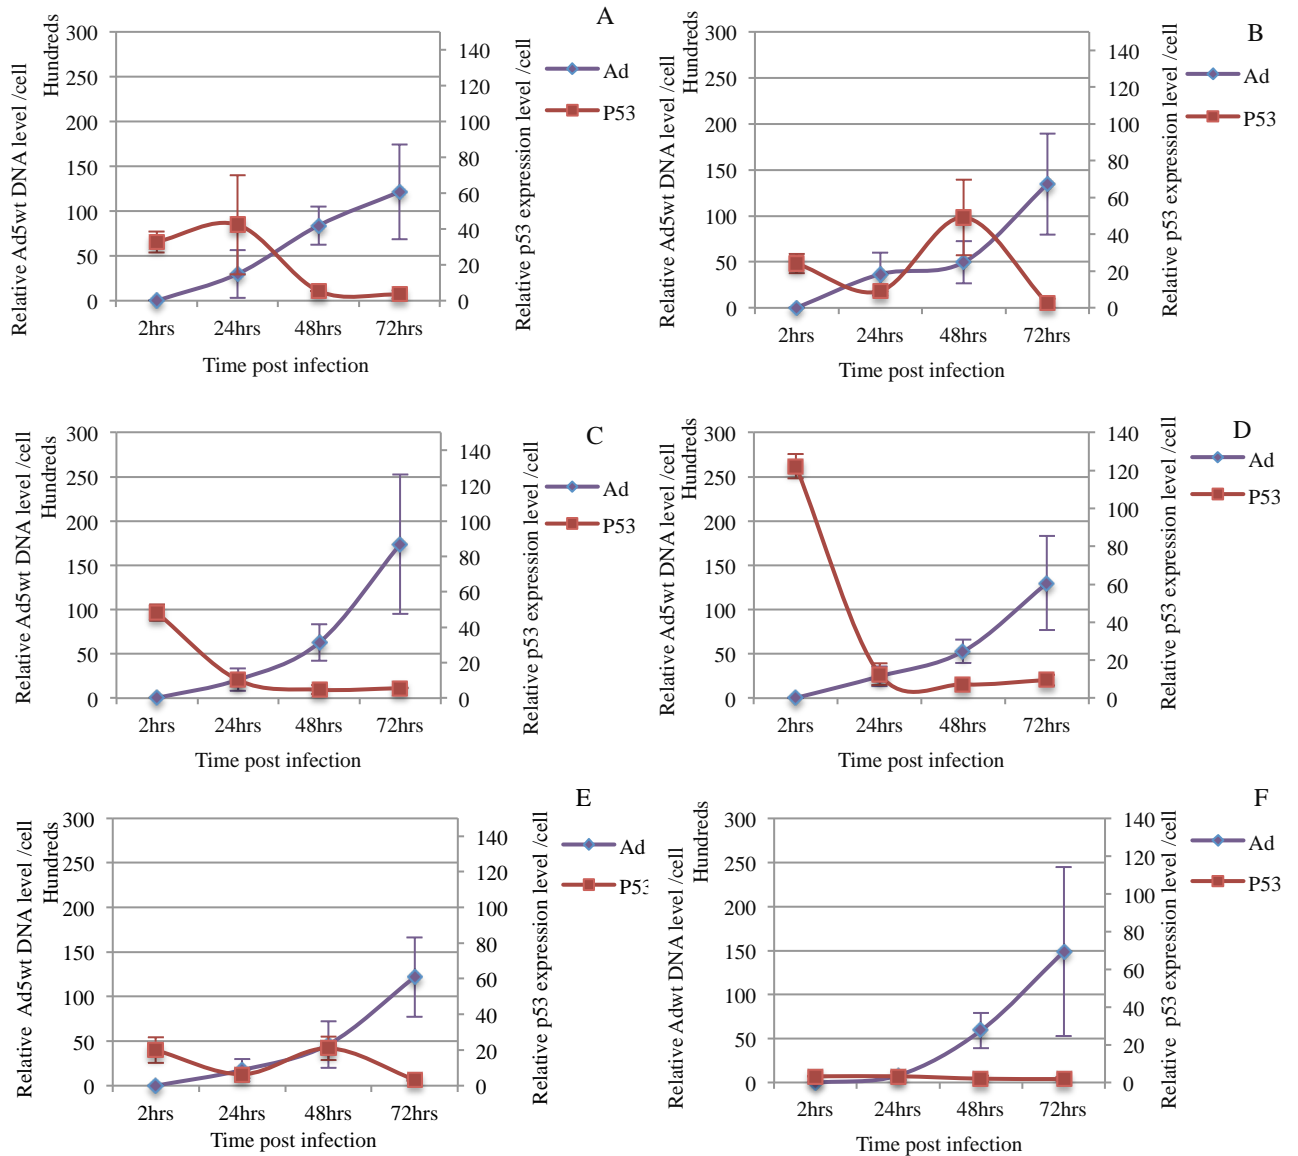 A
Relative Ad5wt DNA level /cell
Hundreds
300
250
200
150
100
50
0
140
120
100
80
60
40
20
0
Relative p53 expression level /cell
Ad
P53
2hrs 24hrs 48hrs 72hrs
Time post infection
B
Relative Ad5wt DNA level /cell
Hundreds
300
250
200
150
100
50
0
140
120
100
80
60
40
20
0
Relative p53 expression level /cell
Ad
P53
2hrs 24hrs 48hrs 72hrs
Time post infection
C
Relative Ad5wt DNA level /cell
Hundreds
300
250
200
150
100
50
0
140
120
100
80
60
40
20
0
Relative p53 expression level /cell
Ad
P53
2hrs 24hrs 48hrs 72hrs
Time post infection
D
Relative Ad5wt DNA level /cell
Hundreds
300
250
200
150
100
50
0
140
120
100
80
60
40
20
0
Relative p53 expression level /cell
Ad
P53
2hrs 24hrs 48hrs 72hrs
Time post infection
E
Relative Ad5wt DNA level /cell
Hundreds
300
250
200
150
100
50
0
140
120
100
80
60
40
20
0
Relative p53 expression level /cell
Ad
P53
2hrs 24hrs 48hrs 72hrs
Time post infection
F
Relative Adwt DNA level /cell
Hundreds
300
250
200
150
100
50
0
140
120
100
80
60
40
20
0
Relative p53 expression level /cell
Ad
P53
2hrs 24hrs 48hrs 72hrs
Time post infection